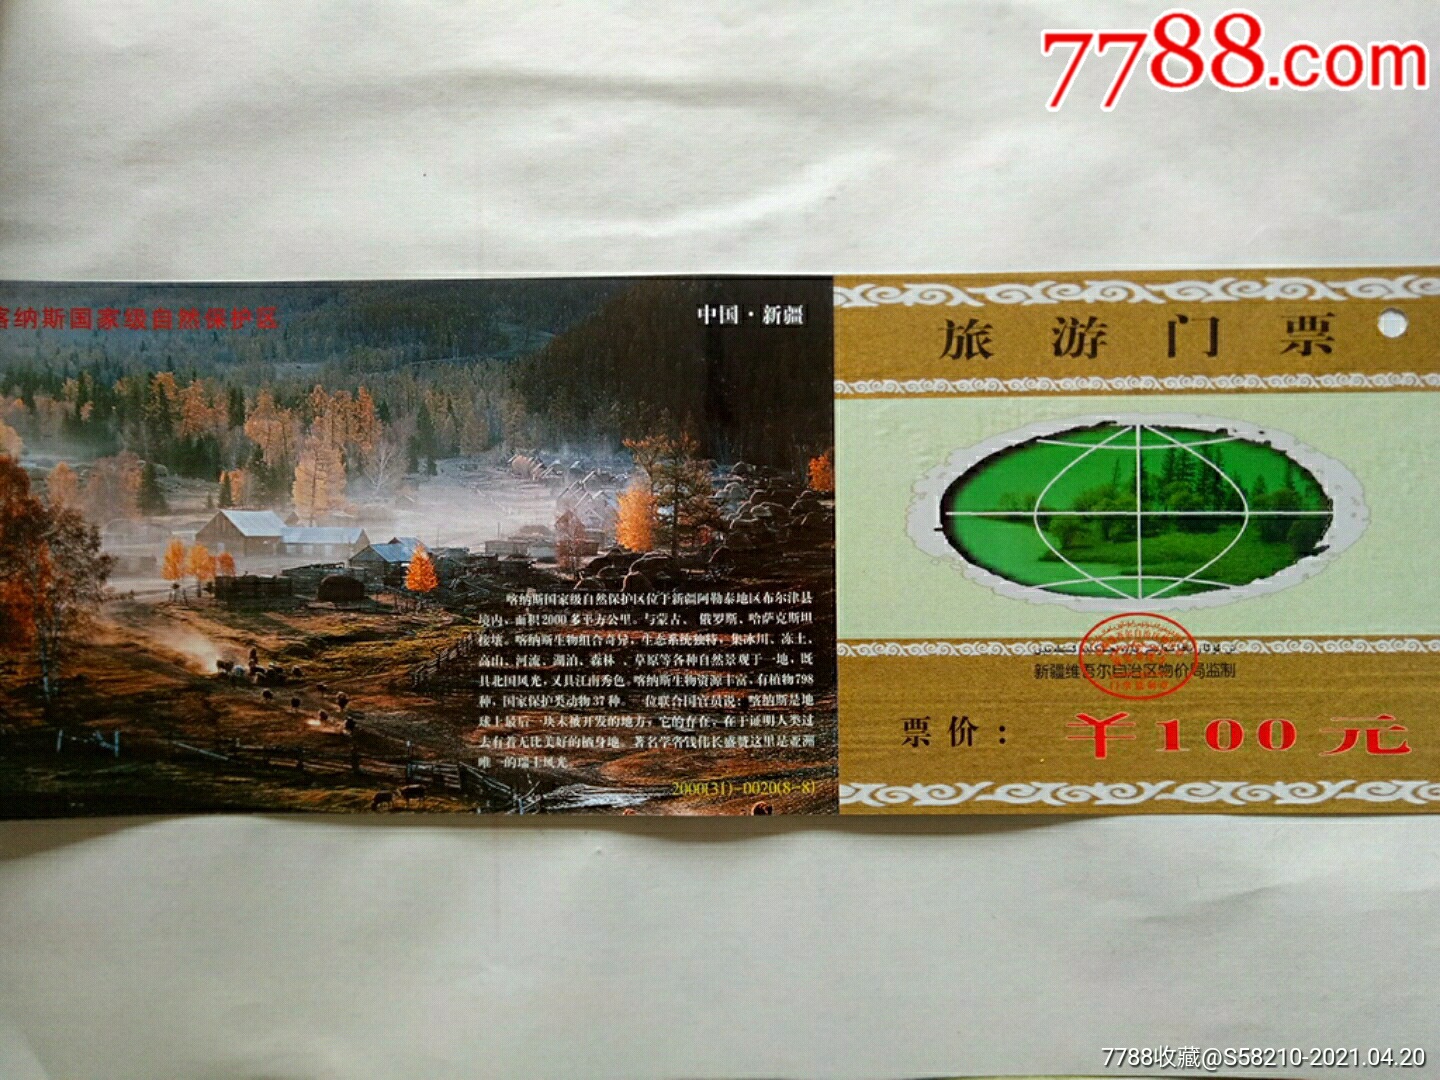 7788.com
喀纳斯国家级自然保护区
中国·新疆
旅游门票
喀纳斯国家级自然保护区位于新疆阿勒泰地区布尔津县
境内，面积2000多平方公里。与蒙古、俄罗斯、哈萨克斯坦
接壤。喀纳斯生物组合奇异，生态系统独特，集冰川、冻土、
高山、河流、湖泊、森林、草原等各种自然景观于一地，既
具北国风光，又具江南秀色。喀纳斯生物资源丰富，有植物798
种，国家保护类动物37种。一位联合国官员说：喀纳斯是地
球上最后一块未被开发的地方，它的存在，在于证明人类过
去有着无比美好的栖身地。著名学者钱伟长盛赞这里是亚洲
唯一的瑞士风光。
2000(31)-0020(8-8)
新疆维吾尔自治区物价局监制
票价：￥100元
7788收藏@S58210-2021.04.20